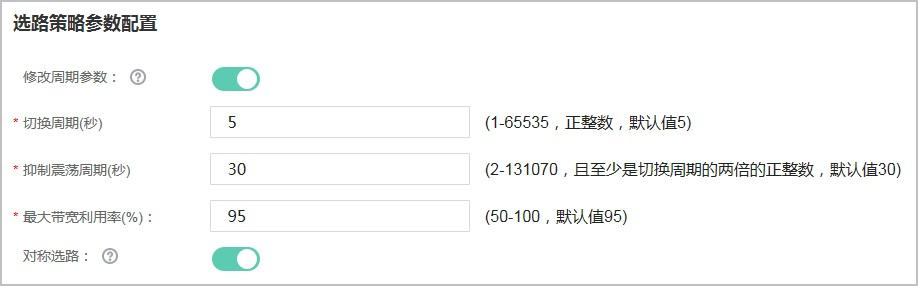 选路策略参数配置
修改周期参数： ?
* 切换周期(秒) 5 (1-65535，正整数，默认值5)
* 抑制震荡周期(秒) 30 (2-131070，且至少是切换周期的两倍的正整数，默认值30)
* 最大带宽利用率(%)： 95 (50-100，默认值95)
对称选路： ?